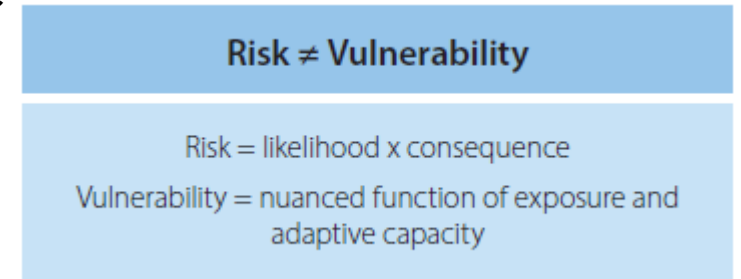 Risk ≠ Vulnerability
Risk = likelihood x consequence
Vulnerability = nuanced function of exposure and
adaptive capacity